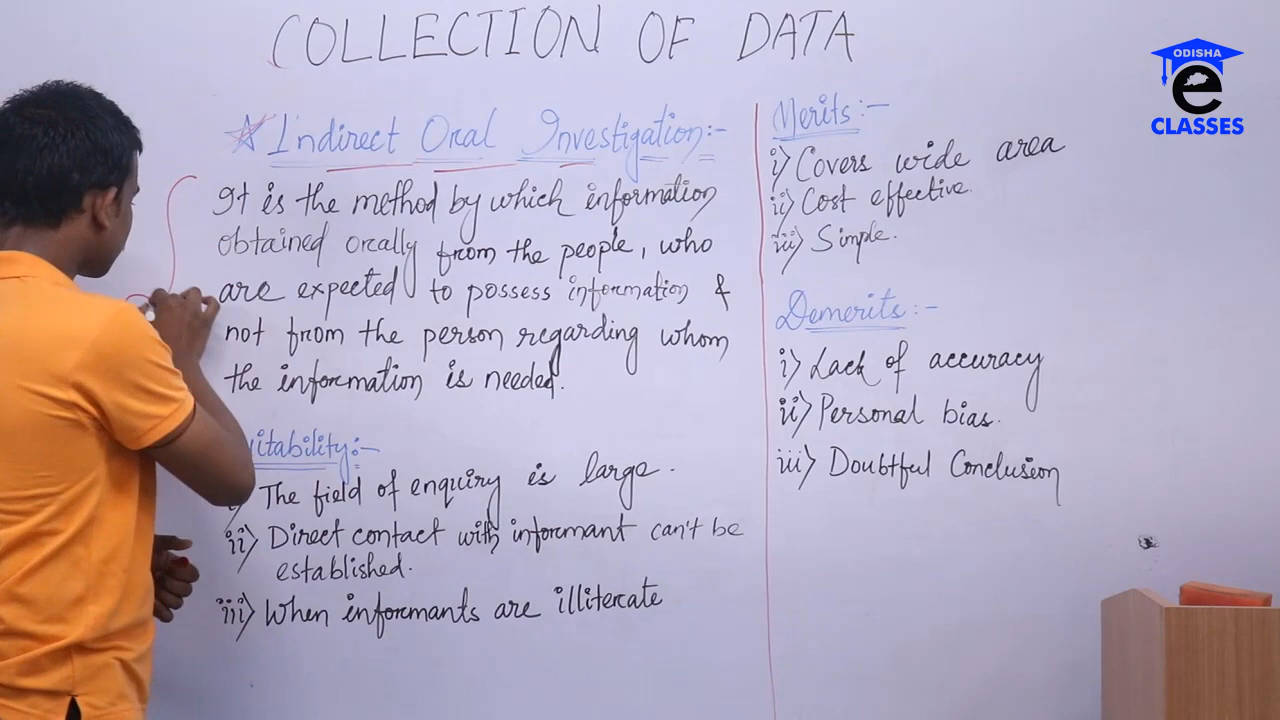 COLLECTION OF DATA
Indirect Oral Investigation:-
It is the method by which information
obtained orally from the people, who
are expected to possess information &
not from the person regarding whom
the information is needed.
uitability:-
i) The field of enquiry is large.
ii) Direct contact with informant can't be
established.
iii) When informants are illiterate
Merits:-
i) Covers wide area
ii) Cost effective.
iii) Simple.
Demerits:-
i) Lack of accuracy
ii) Personal bias.
iii) Doubtful Conclusion
ODISHA
e
CLASSES